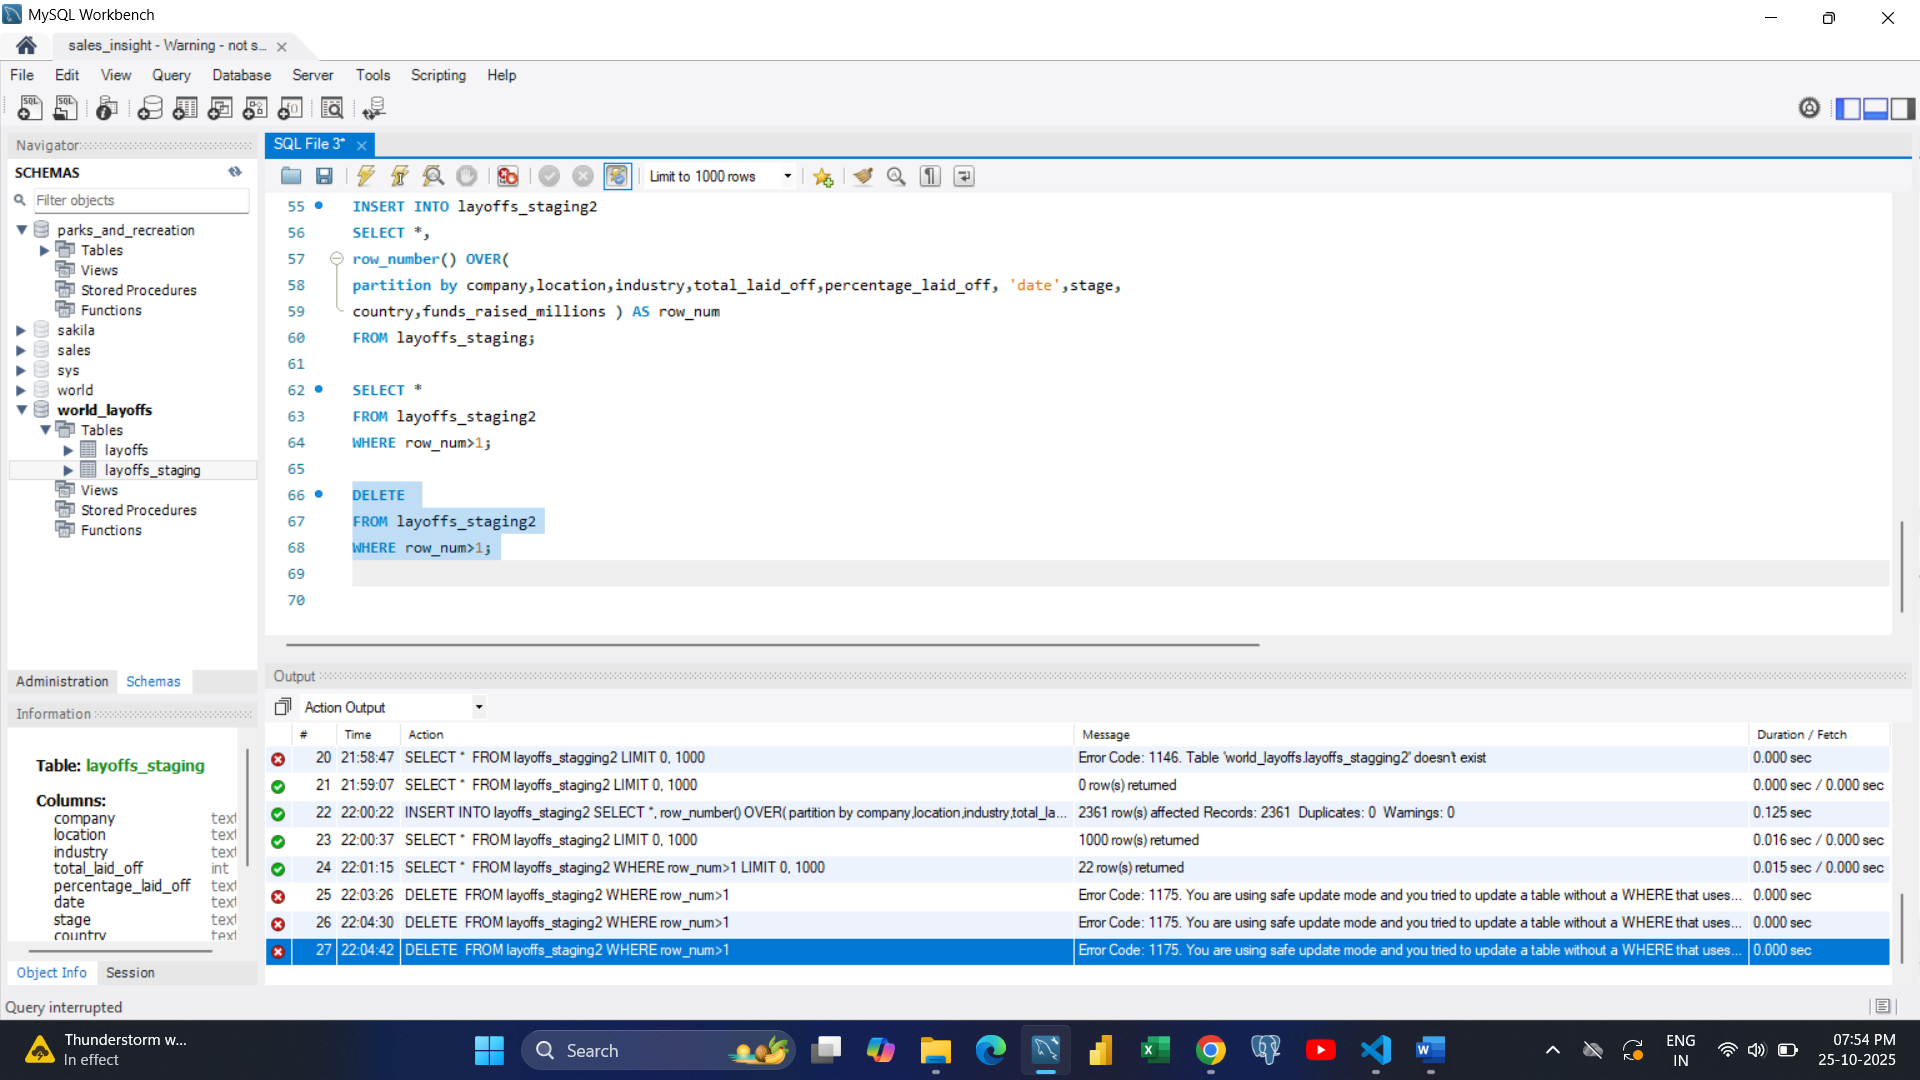 MySQL Workbench
sales_insight - Warning - not s...
File Edit View Query Database Server Tools Scripting Help
Navigator
SCHEMAS
Filter objects
parks_and_recreation
Tables
Views
Stored Procedures
Functions
sakila
sales
sys
world
world_layoffs
Tables
layoffs
layoffs_staging
Views
Stored Procedures
Functions
Administration Schemas
Information
Table: layoffs_staging
Columns:
company text
location text
industry text
total_laid_off int
percentage_laid_off text
date text
stage text
country text
Object Info Session
SQL File 3*
Limit to 1000 rows
55 INSERT INTO layoffs_staging2
56 SELECT *,
57 row_number() OVER(
58 partition by company,location,industry,total_laid_off,percentage_laid_off, 'date',stage,
59 country,funds_raised_millions ) AS row_num
60 FROM layoffs_staging;
61
62 SELECT *
63 FROM layoffs_staging2
64 WHERE row_num>1;
65
66 DELETE
67 FROM layoffs_staging2
68 WHERE row_num>1;
69
70
Output
Action Output
# Time Action Message Duration / Fetch
20 21:58:47 SELECT * FROM layoffs_stagging2 LIMIT 0, 1000 Error Code: 1146. Table 'world_layoffs.layoffs_stagging2' doesn't exist 0.000 sec
21 21:59:07 SELECT * FROM layoffs_staging2 LIMIT 0, 1000 0 row(s) returned 0.000 sec / 0.000 sec
22 22:00:22 INSERT INTO layoffs_staging2 SELECT *, row_number() OVER( partition by company,location,industry,total_la... 2361 row(s) affected Records: 2361 Duplicates: 0 Warnings: 0 0.125 sec
23 22:00:37 SELECT * FROM layoffs_staging2 LIMIT 0, 1000 1000 row(s) returned 0.016 sec / 0.000 sec
24 22:01:15 SELECT * FROM layoffs_staging2 WHERE row_num>1 LIMIT 0, 1000 22 row(s) returned 0.015 sec / 0.000 sec
25 22:03:26 DELETE FROM layoffs_staging2 WHERE row_num>1 Error Code: 1175. You are using safe update mode and you tried to update a table without a WHERE that uses... 0.000 sec
26 22:04:30 DELETE FROM layoffs_staging2 WHERE row_num>1 Error Code: 1175. You are using safe update mode and you tried to update a table without a WHERE that uses... 0.000 sec
27 22:04:42 DELETE FROM layoffs_staging2 WHERE row_num>1 Error Code: 1175. You are using safe update mode and you tried to update a table without a WHERE that uses... 0.000 sec
Query interrupted
Thunderstorm w...
In effect
Search
ENG
IN
07:54 PM
25-10-2025